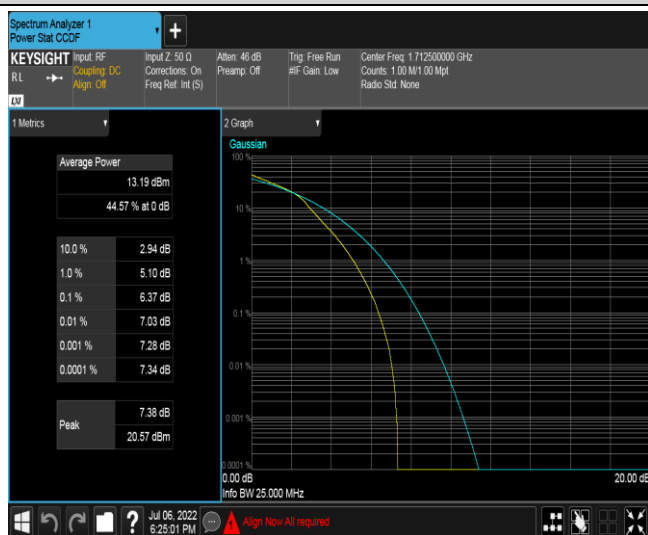 Spectrum Analyzer 1
Power Stat CCDF
+
KEYSIGHT
RL
LXI
Input: RF
Coupling: DC
Align: Off
Input Z: 50 Ω
Corrections: On
Freq Ref: Int (S)
Atten: 46 dB
Preamp: Off
Trig: Free Run
#IF Gain: Low
Center Freq: 1.712500000 GHz
Counts: 1.00 M/1.00 Mpt
Radio Std: None
1 Metrics
Average Power
13.19 dBm
44.57 % at 0 dB
10.0 % 2.94 dB
1.0 % 5.10 dB
0.1 % 6.37 dB
0.01 % 7.03 dB
0.001 % 7.28 dB
0.0001 % 7.34 dB
Peak
7.38 dB
20.57 dBm
2 Graph
Gaussian
100 %
10 %
1 %
0.1 %
0.01 %
0.001 %
0.0001 %
0.00 dB 20.00 dB
Info BW 25.000 MHz
?
Jul 06, 2022
6:25:01 PM
Align Now All required